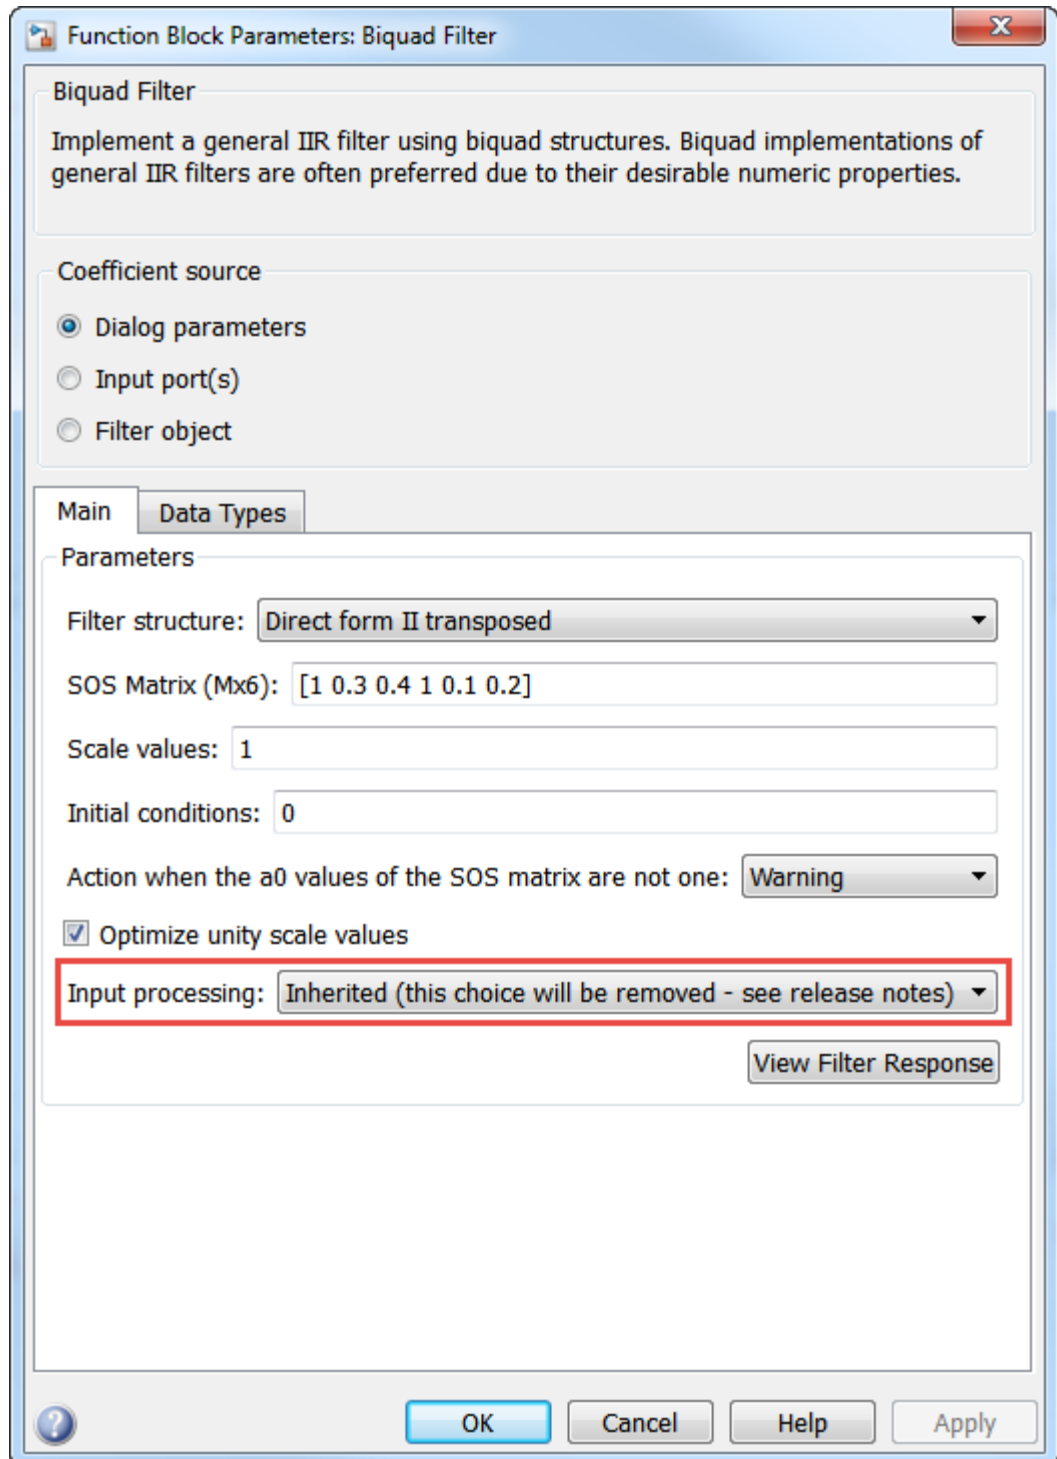 Function Block Parameters: Biquad Filter
X
Biquad Filter
Implement a general IIR filter using biquad structures. Biquad implementations of
general IIR filters are often preferred due to their desirable numeric properties.
Coefficient source
Dialog parameters
Input port(s)
Filter object
Main Data Types
Parameters
Filter structure: Direct form II transposed
SOS Matrix (Mx6): [1 0.3 0.4 1 0.1 0.2]
Scale values: 1
Initial conditions: 0
Action when the a0 values of the SOS matrix are not one: Warning
Optimize unity scale values
Input processing: Inherited (this choice will be removed - see release notes)
View Filter Response
? OK Cancel Help Apply